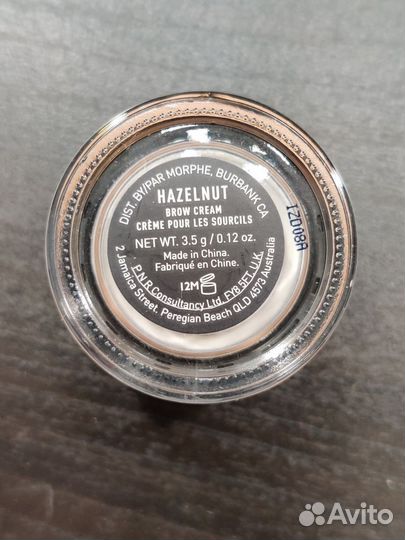 DIST. BY/PAR MORPHE, BURBANK CA
HAZELNUT
BROW CREAM
CRÈME POUR LES SOURCILS
NET WT. 3.5 g / 0.12 oz.
Made in China.
Fabriqué en Chine.
12M
P.N.R Consultancy Ltd. FY8 5FT U.K
2 Jamaica Street. Peregian Beach QLD 4573 Australia
IZD08A
Avito